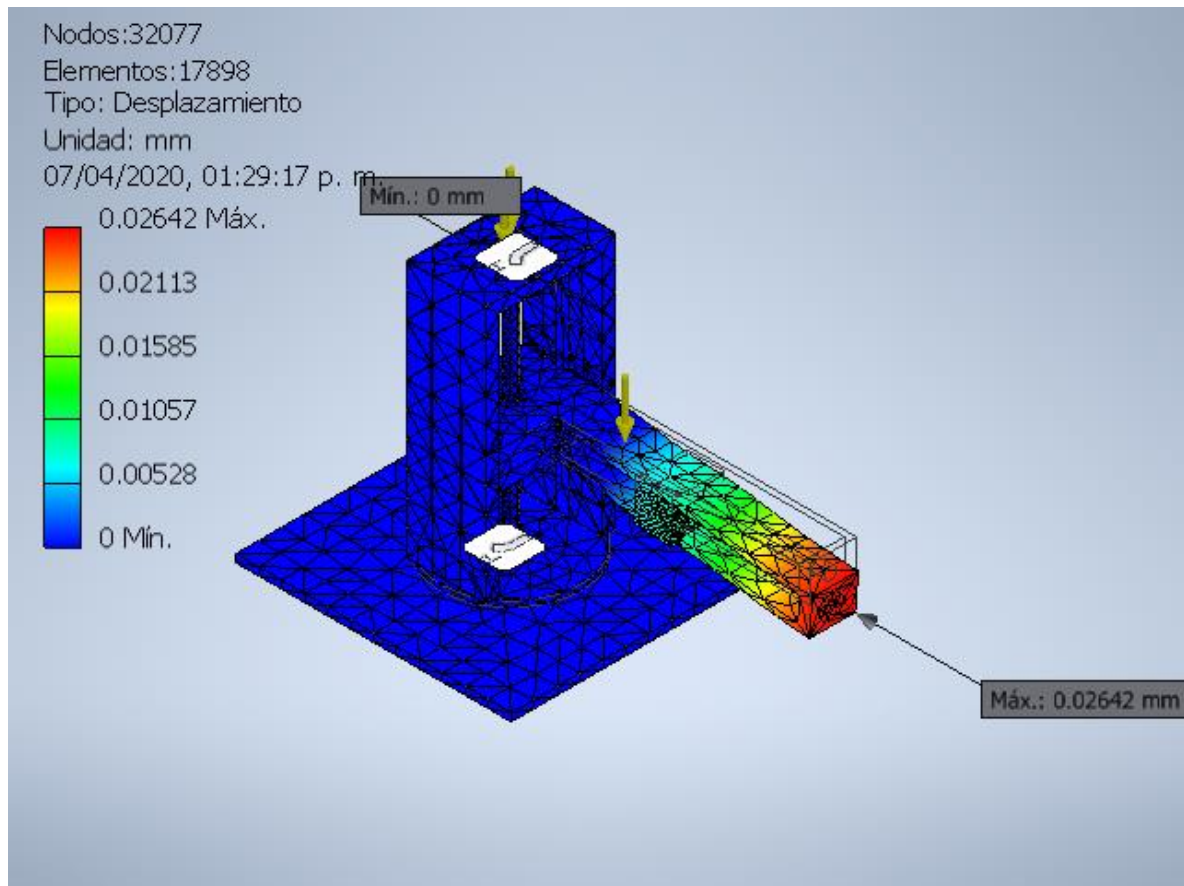 Nodos:32077
Elementos:17898
Tipo: Desplazamiento
Unidad: mm
07/04/2020, 01:29:17 p. m.
Mín.: 0 mm
0.02642 Máx.
0.02113
0.01585
0.01057
0.00528
0 Mín.
Máx.: 0.02642 mm